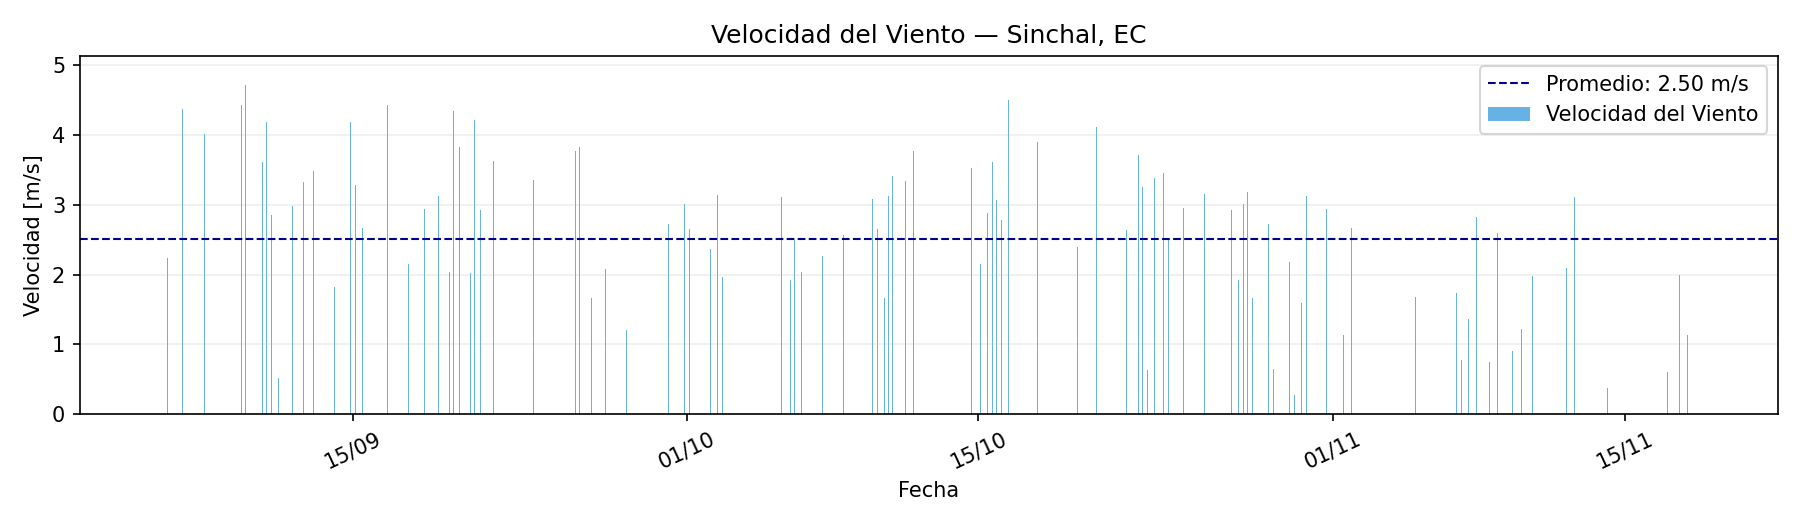 Velocidad del Viento — Sinchal, EC
Promedio: 2.50 m/s
Velocidad del Viento
Velocidad [m/s]
5
4
3
2
1
0
15/09
01/10
15/10
01/11
15/11
Fecha